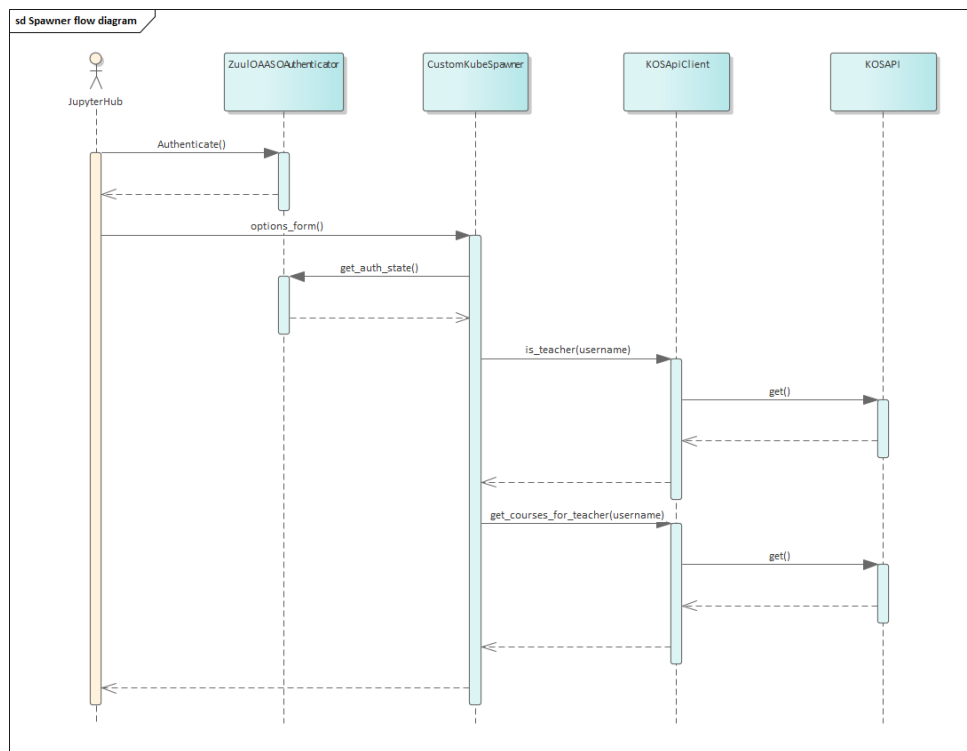 sd Spawner flow diagram
ZuulOAASOAuthenticator
CustomKubeSpawner
KOSApiClient
KOSAPI
JupyterHub
Authenticate()
options_form()
get_auth_state()
is_teacher(username)
get()
get_courses_for_teacher(username)
get()